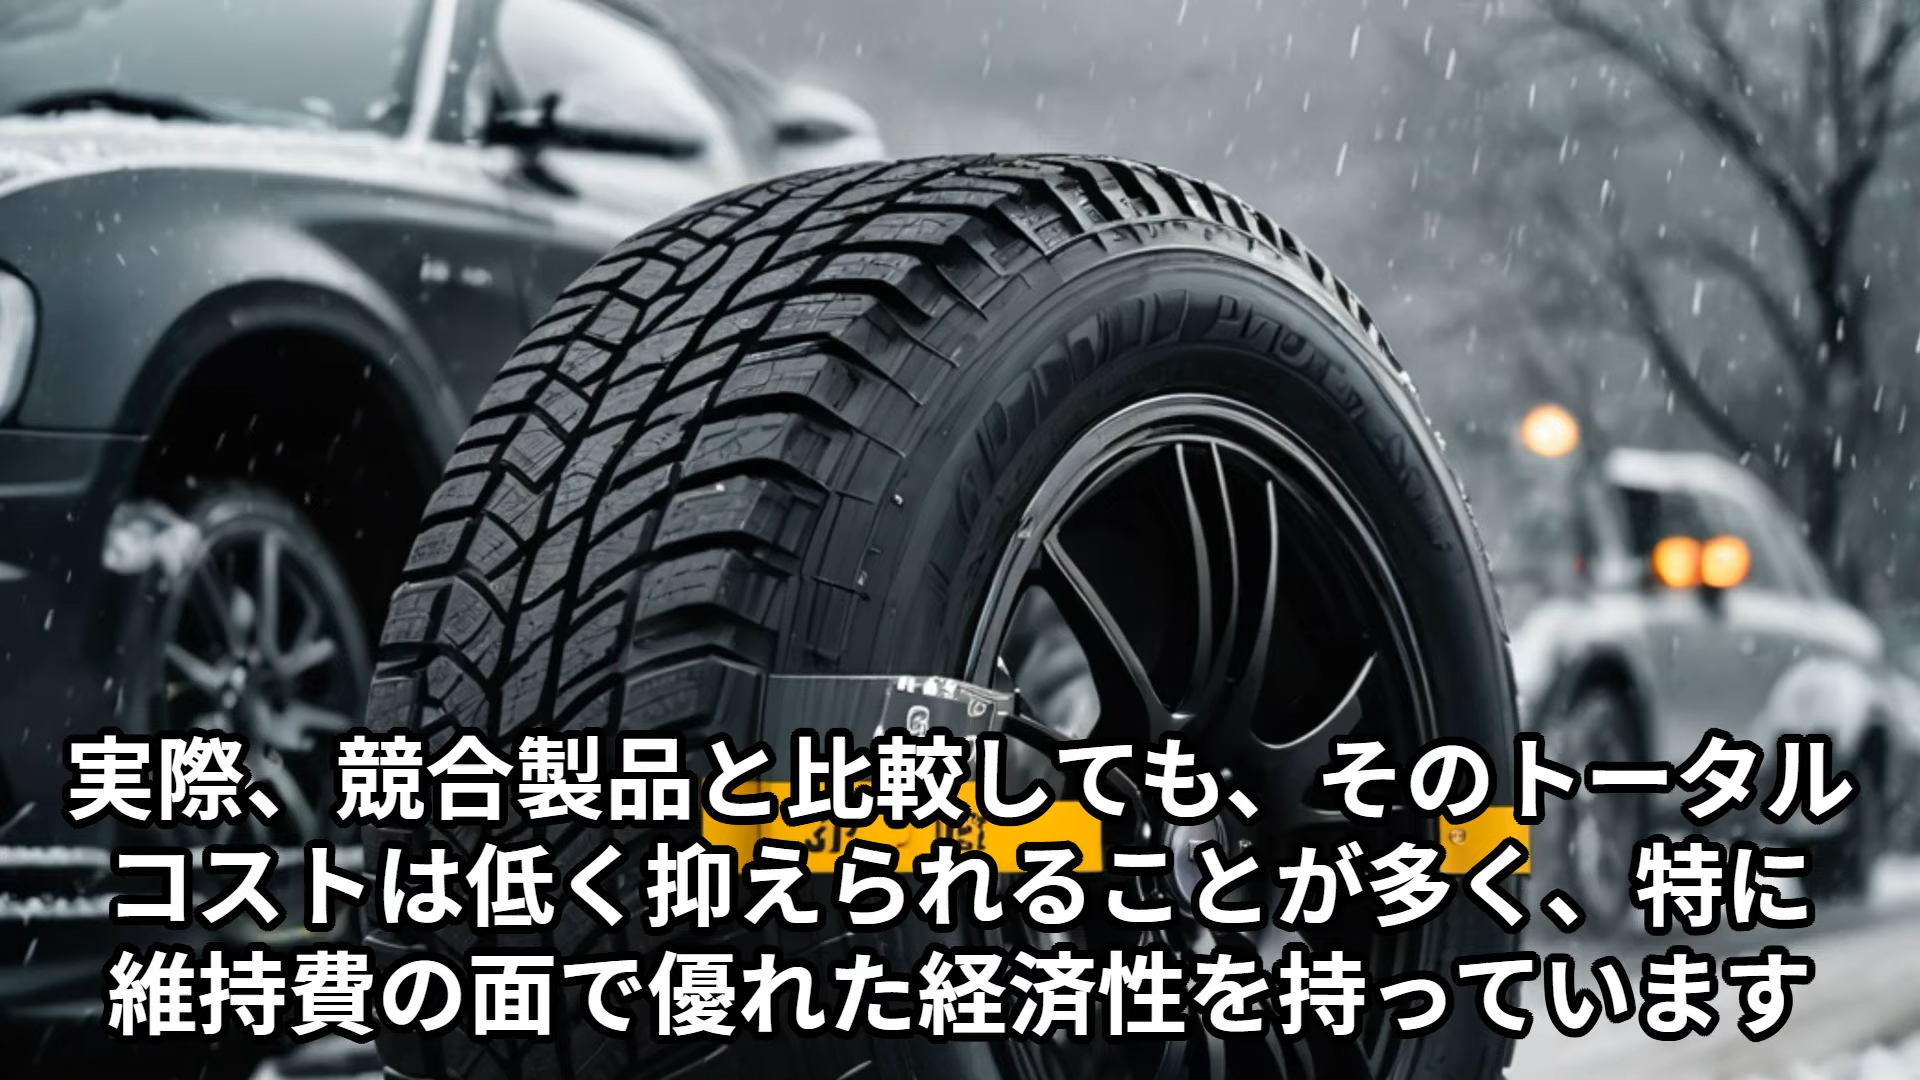 実際、競合製品と比較しても、そのトータル
コストは低く抑えられることが多く、特に
維持費の面で優れた経済性を持っています